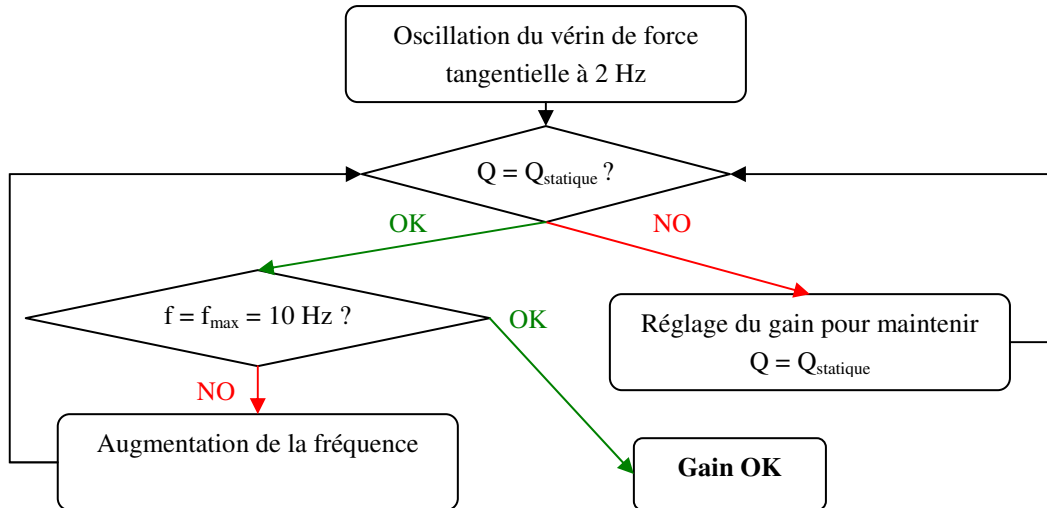 Oscillation du vérin de force
tangentielle à 2 Hz
Q = Qstatique ?
OK
NO
f = fmax = 10 Hz ?
OK
Réglage du gain pour maintenir
Q = Qstatique
NO
Augmentation de la fréquence
Gain OK